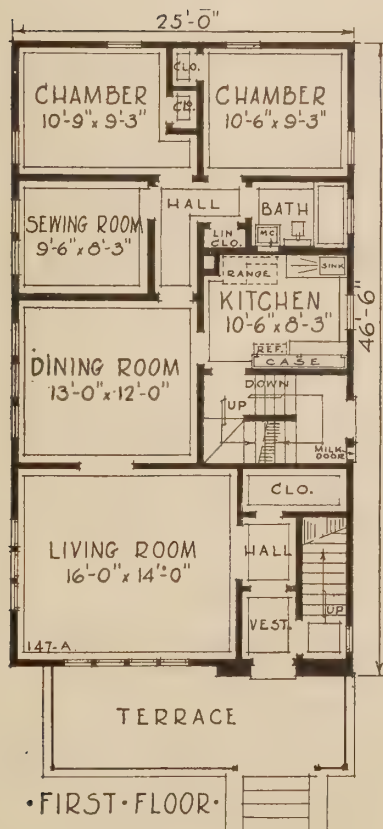 25'-0"
CLO.
CHAMBER
10'-9" x 9'-3"
CLO.
CHAMBER
10'-6" x 9'-3"
HALL
BATH
SEWING ROOM
9'-6" x 8'-3"
LIN
CLO.
MC
RANGE
SINK
KITCHEN
10'-6" x 8'-3"
46'-6"
REF.
CASE
DINING ROOM
13'-0" x 12'-0"
DOWN
UP
MILK
DOOR
CLO.
LIVING ROOM
16'-0" x 14'-0"
HALL
UP
VEST.
147-A
TERRACE
•FIRST•FLOOR•